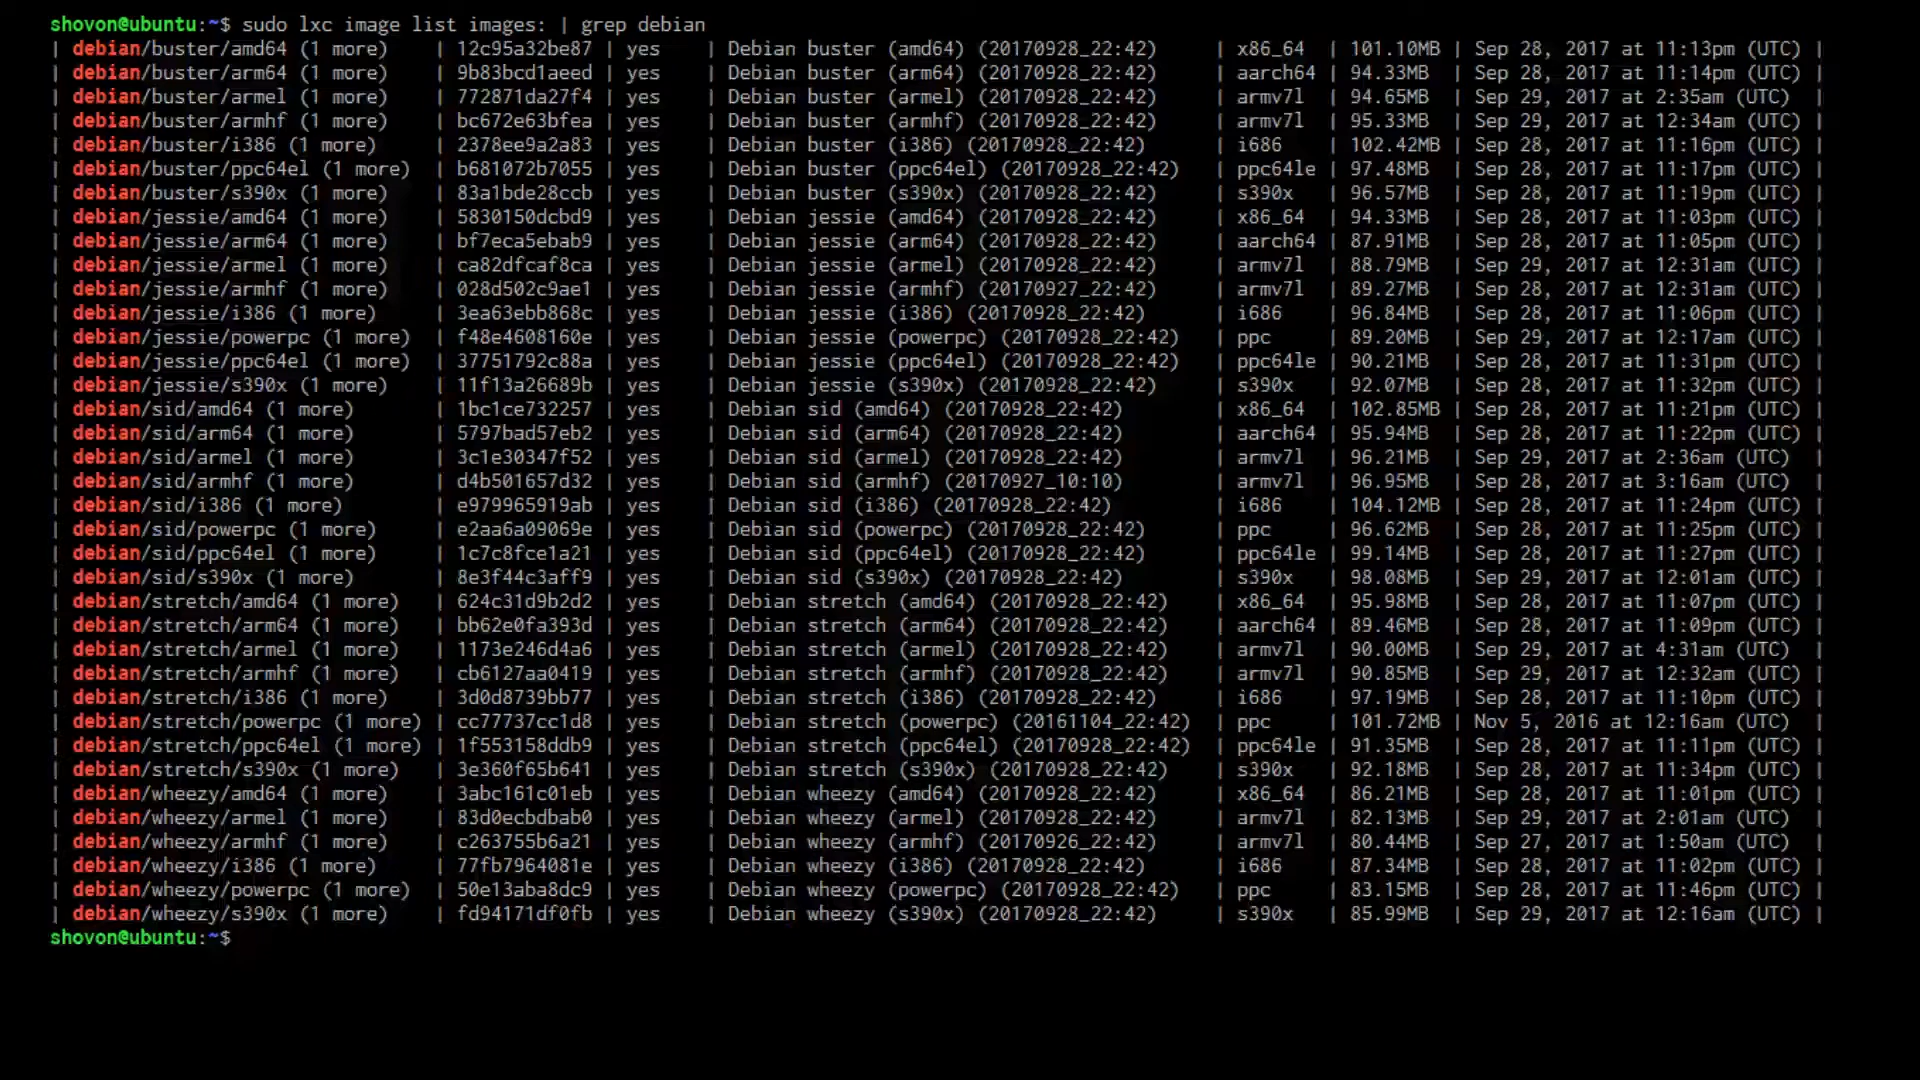 shovon@ubuntu:~$ sudo lxc image list images: | grep debian
| debian/buster/amd64 (1 more) | 12c95a32be87 | yes | Debian buster (amd64) (20170928_22:42) | x86_64 | 101.10MB | Sep 28, 2017 at 11:13pm (UTC) |
| debian/buster/arm64 (1 more) | 9b83bcd1aeed | yes | Debian buster (arm64) (20170928_22:42) | aarch64 | 94.33MB | Sep 28, 2017 at 11:14pm (UTC) |
| debian/buster/armel (1 more) | 772871da27f4 | yes | Debian buster (armel) (20170928_22:42) | armv7l | 94.65MB | Sep 29, 2017 at 2:35am (UTC) |
| debian/buster/armhf (1 more) | bc672e63bfea | yes | Debian buster (armhf) (20170928_22:42) | armv7l | 95.33MB | Sep 29, 2017 at 12:34am (UTC) |
| debian/buster/i386 (1 more) | 2378ee9a2a83 | yes | Debian buster (i386) (20170928_22:42) | i686 | 102.42MB | Sep 28, 2017 at 11:16pm (UTC) |
| debian/buster/ppc64el (1 more) | b681072b7055 | yes | Debian buster (ppc64el) (20170928_22:42) | ppc64le | 97.48MB | Sep 28, 2017 at 11:17pm (UTC) |
| debian/buster/s390x (1 more) | 83a1bde28ccb | yes | Debian buster (s390x) (20170928_22:42) | s390x | 96.57MB | Sep 28, 2017 at 11:19pm (UTC) |
| debian/jessie/amd64 (1 more) | 5830150dcbd9 | yes | Debian jessie (amd64) (20170928_22:42) | x86_64 | 94.33MB | Sep 28, 2017 at 11:03pm (UTC) |
| debian/jessie/arm64 (1 more) | bf7eca5ebab9 | yes | Debian jessie (arm64) (20170928_22:42) | aarch64 | 87.91MB | Sep 28, 2017 at 11:05pm (UTC) |
| debian/jessie/armel (1 more) | ca82dfcaf8ca | yes | Debian jessie (armel) (20170928_22:42) | armv7l | 88.79MB | Sep 29, 2017 at 12:31am (UTC) |
| debian/jessie/armhf (1 more) | 028d502c9ae1 | yes | Debian jessie (armhf) (20170927_22:42) | armv7l | 89.27MB | Sep 29, 2017 at 12:31am (UTC) |
| debian/jessie/i386 (1 more) | 3ea63ebb868c | yes | Debian jessie (i386) (20170928_22:42) | i686 | 96.84MB | Sep 28, 2017 at 11:06pm (UTC) |
| debian/jessie/powerpc (1 more) | f48e4608160e | yes | Debian jessie (powerpc) (20170928_22:42) | ppc | 89.20MB | Sep 29, 2017 at 12:17am (UTC) |
| debian/jessie/ppc64el (1 more) | 37751792c88a | yes | Debian jessie (ppc64el) (20170928_22:42) | ppc64le | 90.21MB | Sep 28, 2017 at 11:31pm (UTC) |
| debian/jessie/s390x (1 more) | 11f13a26689b | yes | Debian jessie (s390x) (20170928_22:42) | s390x | 92.07MB | Sep 28, 2017 at 11:32pm (UTC) |
| debian/sid/amd64 (1 more) | 1bc1ce732257 | yes | Debian sid (amd64) (20170928_22:42) | x86_64 | 102.85MB | Sep 28, 2017 at 11:21pm (UTC) |
| debian/sid/arm64 (1 more) | 5797bad57eb2 | yes | Debian sid (arm64) (20170928_22:42) | aarch64 | 95.94MB | Sep 28, 2017 at 11:22pm (UTC) |
| debian/sid/armel (1 more) | 3c1e30347f52 | yes | Debian sid (armel) (20170928_22:42) | armv7l | 96.21MB | Sep 29, 2017 at 2:36am (UTC) |
| debian/sid/armhf (1 more) | d4b501657d32 | yes | Debian sid (armhf) (20170927_10:10) | armv7l | 96.95MB | Sep 28, 2017 at 3:16am (UTC) |
| debian/sid/i386 (1 more) | e979965919ab | yes | Debian sid (i386) (20170928_22:42) | i686 | 104.12MB | Sep 28, 2017 at 11:24pm (UTC) |
| debian/sid/powerpc (1 more) | e2aa6a09069e | yes | Debian sid (powerpc) (20170928_22:42) | ppc | 96.62MB | Sep 28, 2017 at 11:25pm (UTC) |
| debian/sid/ppc64el (1 more) | 1c7c8fce1a21 | yes | Debian sid (ppc64el) (20170928_22:42) | ppc64le | 99.14MB | Sep 28, 2017 at 11:27pm (UTC) |
| debian/sid/s390x (1 more) | 8e3f44c3aff9 | yes | Debian sid (s390x) (20170928_22:42) | s390x | 98.08MB | Sep 29, 2017 at 12:01am (UTC) |
| debian/stretch/amd64 (1 more) | 624c31d9b2d2 | yes | Debian stretch (amd64) (20170928_22:42) | x86_64 | 95.98MB | Sep 28, 2017 at 11:07pm (UTC) |
| debian/stretch/arm64 (1 more) | bb62e0fa393d | yes | Debian stretch (arm64) (20170928_22:42) | aarch64 | 89.46MB | Sep 28, 2017 at 11:09pm (UTC) |
| debian/stretch/armel (1 more) | 1173e246d4a6 | yes | Debian stretch (armel) (20170928_22:42) | armv7l | 90.00MB | Sep 29, 2017 at 4:31am (UTC) |
| debian/stretch/armhf (1 more) | cb6127aa0419 | yes | Debian stretch (armhf) (20170928_22:42) | armv7l | 90.85MB | Sep 29, 2017 at 12:32am (UTC) |
| debian/stretch/i386 (1 more) | 3d0d8739bb77 | yes | Debian stretch (i386) (20170928_22:42) | i686 | 97.19MB | Sep 28, 2017 at 11:10pm (UTC) |
| debian/stretch/powerpc (1 more) | cc77737cc1d8 | yes | Debian stretch (powerpc) (20161104_22:42) | ppc | 101.72MB | Nov 5, 2016 at 12:16am (UTC) |
| debian/stretch/ppc64el (1 more) | 1f553158ddb9 | yes | Debian stretch (ppc64el) (20170928_22:42) | ppc64le | 91.35MB | Sep 28, 2017 at 11:11pm (UTC) |
| debian/stretch/s390x (1 more) | 3e360f65b641 | yes | Debian stretch (s390x) (20170928_22:42) | s390x | 92.18MB | Sep 28, 2017 at 11:34pm (UTC) |
| debian/wheezy/amd64 (1 more) | 3abc161c01eb | yes | Debian wheezy (amd64) (20170928_22:42) | x86_64 | 86.21MB | Sep 28, 2017 at 11:01pm (UTC) |
| debian/wheezy/armel (1 more) | 83d0ecbdbab0 | yes | Debian wheezy (armel) (20170928_22:42) | armv7l | 82.13MB | Sep 29, 2017 at 2:01am (UTC) |
| debian/wheezy/armhf (1 more) | c263755b6a21 | yes | Debian wheezy (armhf) (20170926_22:42) | armv7l | 80.44MB | Sep 27, 2017 at 1:50am (UTC) |
| debian/wheezy/i386 (1 more) | 77fb7964081e | yes | Debian wheezy (i386) (20170928_22:42) | i686 | 87.34MB | Sep 28, 2017 at 11:02pm (UTC) |
| debian/wheezy/powerpc (1 more) | 50e13aba8dc9 | yes | Debian wheezy (powerpc) (20170928_22:42) | ppc | 83.15MB | Sep 28, 2017 at 11:46pm (UTC) |
| debian/wheezy/s390x (1 more) | fd94171df0fb | yes | Debian wheezy (s390x) (20170928_22:42) | s390x | 85.99MB | Sep 29, 2017 at 12:16am (UTC) |
shovon@ubuntu:~$